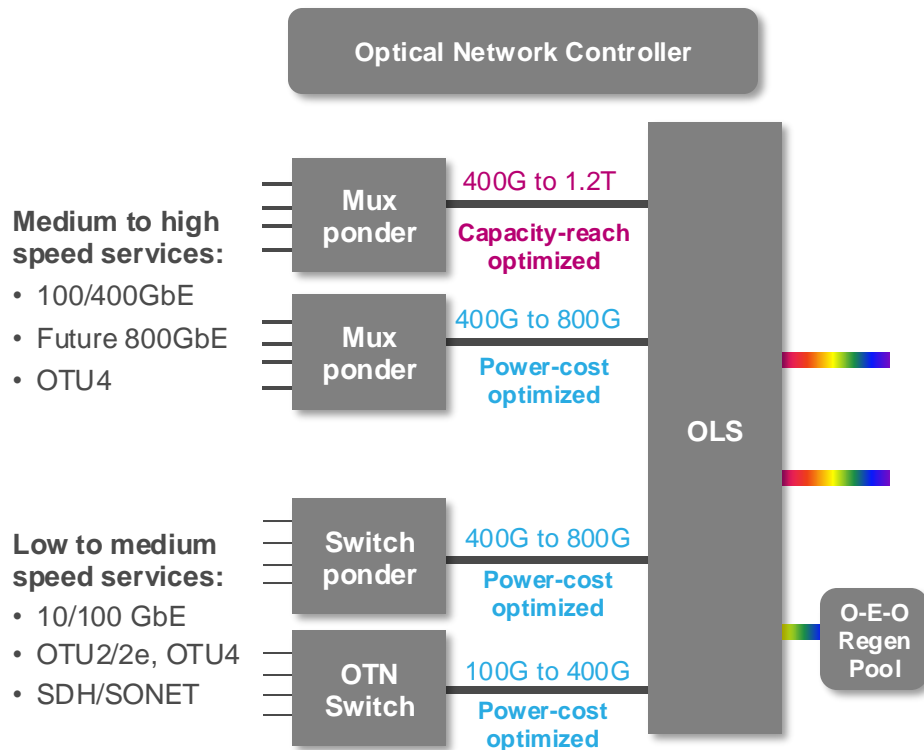 Optical Network Controller
Medium to high
speed services:
• 100/400GbE
• Future 800GbE
• OTU4
Mux
ponder
400G to 1.2T
Capacity-reach
optimized
Mux
ponder
400G to 800G
Power-cost
optimized
OLS
Low to medium
speed services:
• 10/100 GbE
• OTU2/2e, OTU4
• SDH/SONET
Switch
ponder
400G to 800G
Power-cost
optimized
OTN
Switch
100G to 400G
Power-cost
optimized
O-E-O
Regen
Pool